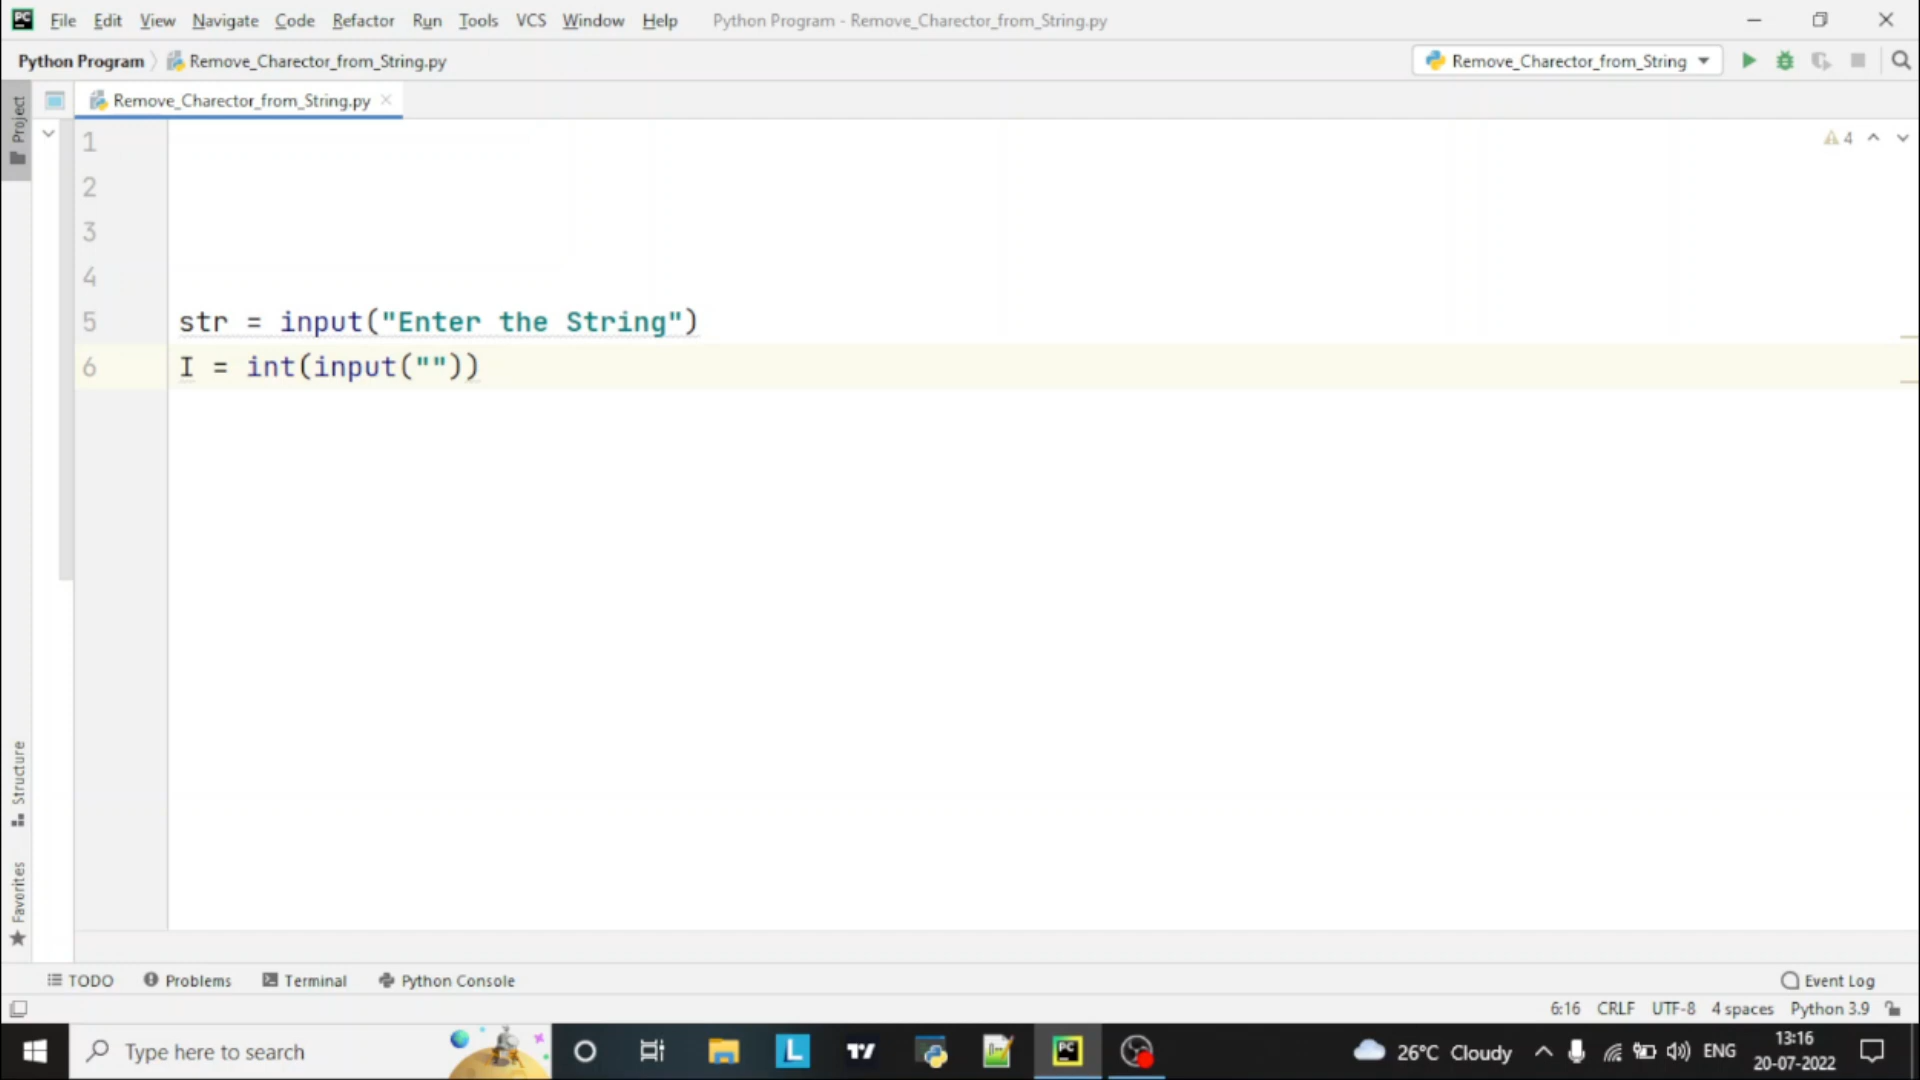 File Edit View Navigate Code Refactor Run Tools VCS Window Help Python Program - Remove_Charector_from_String.py
Python Program Remove_Charector_from_String.py Remove_Charector_from_String
Project
Remove_Charector_from_String.py
4
1
2
3
4
5 str = input("Enter the String")
6 I = int(input(""))
Structure
Favorites
TODO Problems Terminal Python Console Event Log
6:16 CRLF UTF-8 4 spaces Python 3.9
Type here to search
26°C Cloudy ENG 13:16
20-07-2022